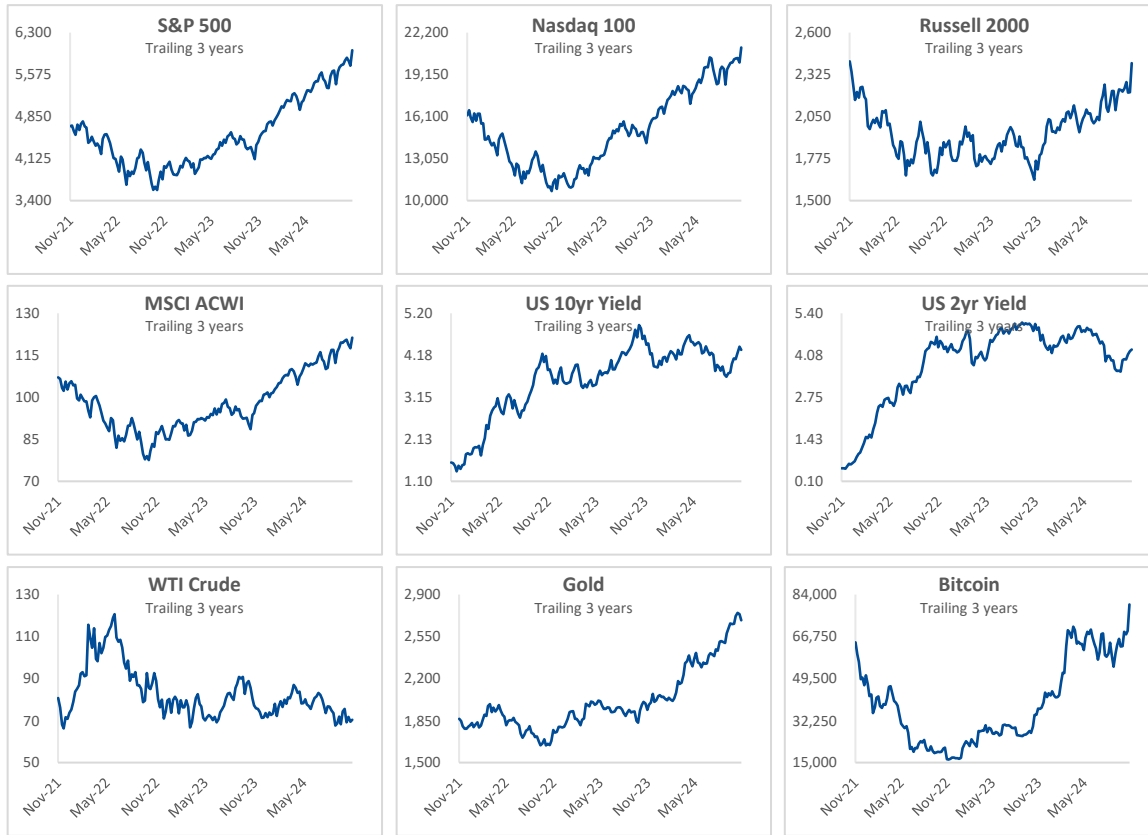 S&P 500
Trailing 3 years
6,300
5,575
4,850
4,125
3,400
Nov-21
May-22
Nov-22
May-23
Nov-23
May-24
Nasdaq 100
Trailing 3 years
22,200
19,150
16,100
13,050
10,000
Nov-21
May-22
Nov-22
May-23
Nov-23
May-24
Russell 2000
Trailing 3 years
2,600
2,325
2,050
1,775
1,500
Nov-21
May-22
Nov-22
May-23
Nov-23
May-24
MSCI ACWI
Trailing 3 years
130
115
100
85
70
Nov-21
May-22
Nov-22
May-23
Nov-23
May-24
US 10yr Yield
Trailing 3 years
5.20
4.18
3.15
2.13
1.10
Nov-21
May-22
Nov-22
May-23
Nov-23
May-24
US 2yr Yield
Trailing 3 years
5.40
4.08
2.75
1.43
0.10
Nov-21
May-22
Nov-22
May-23
Nov-23
May-24
WTI Crude
Trailing 3 years
130
110
90
70
50
Nov-21
May-22
Nov-22
May-23
Nov-23
May-24
Gold
Trailing 3 years
2,900
2,550
2,200
1,850
1,500
Nov-21
May-22
Nov-22
May-23
Nov-23
May-24
Bitcoin
Trailing 3 years
84,000
66,750
49,500
32,250
15,000
Nov-21
May-22
Nov-22
May-23
Nov-23
May-24